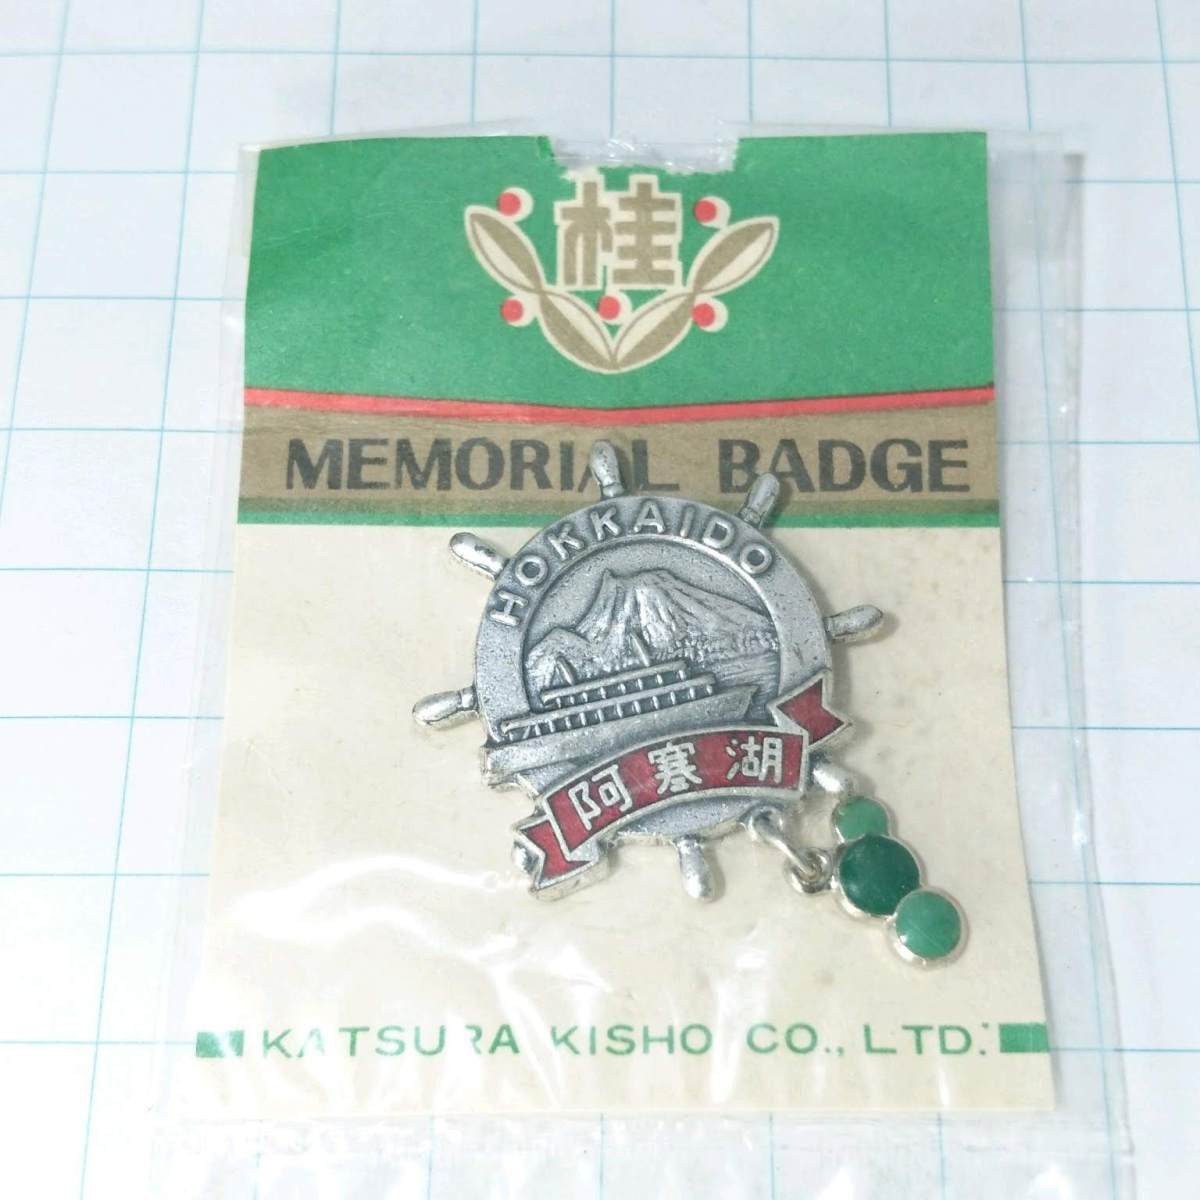 桂
MEMORIAL BADGE
HOKKAIDO
阿寒湖
KATSURA KISHO CO., LTD.